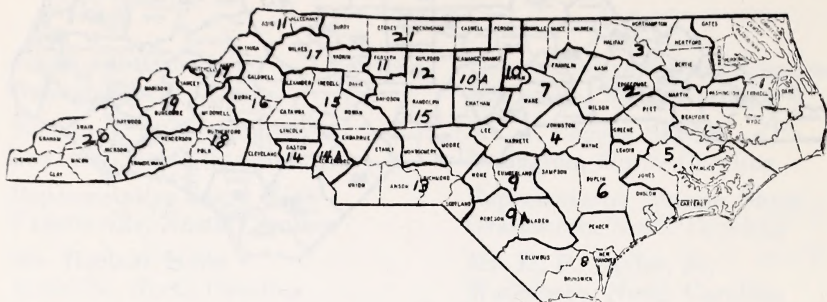 ASHE 11 ALLEGHANY SURRY STOKES 21 ROCKINGHAM CASWELL PERSON GRANVILLE VANCE WARREN NORTHAMPTON GATES
HALIFAX 3 HERTFORD
WATAUGA WILKES 17 YADKIN FORSYTH 11 GUILFORD 12 ALAMANCE ORANGE 10A 10. FRANKLIN NASH BERTIE
MITCHELL CALDWELL ALEXANDER IREDELL DAVIE 7 EDGECOMBE 2 MARTIN WASHINGTON TYRRELL 1 DARE
MADISON YANCEY 19 BURKE 16 13 ROWAN DAVIDSON RANDOLPH 15 CHATHAM WAKE WILSON PITT BEAUFORT HYDE
BUNCOMBE McDOWELL CATAWBA
SWAIN HAYWOOD LINCOLN LEE JOHNSTON 4 GREENE
GRAHAM 20 HENDERSON RUTHERFORD 18 CABARRUS STANLY MONTGOMERY MOORE HARNETT WAYNE LENOIR 5. PAMLICO
CHEROKEE MACON JACKSON TRANSYLVANIA POLK CLEVELAND GASTON 14 14A HOKE CUMBERLAND 9 SAMPSON DUPLIN 6 JONES
CLAY UNION ANSON 13 RICHMOND SCOTLAND ONSLOW CARTERET
ROBESON 9A BLADEN PENDER
COLUMBUS 8 NEW HANOVER
BRUNSWICK